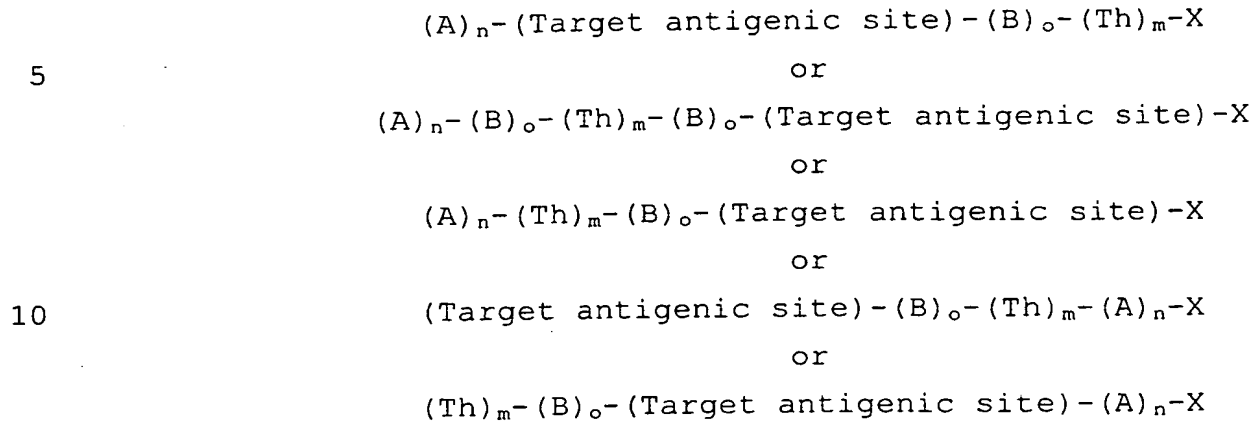 (A)n-(Target antigenic site)-(B)o-(Th)m-X
5 or
(A)n-(B)o-(Th)m-(B)o-(Target antigenic site)-X
or
(A)n-(Th)m-(B)o-(Target antigenic site)-X
or
10 (Target antigenic site)-(B)o-(Th)m-(A)n-X
or
(Th)m-(B)o-(Target antigenic site)-(A)n-X